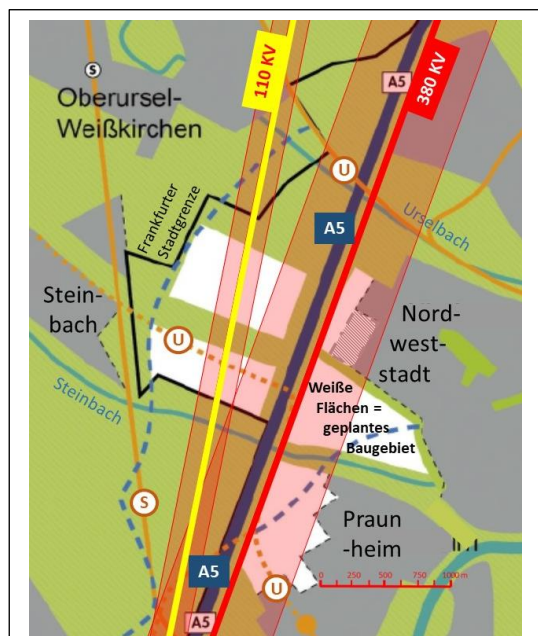 110 KV
380 KV
A5
S
Oberursel-
Weißkirchen
U
Frankfurter
Stadtgrenze
A5
Urselbach
Stein-
bach
U
Nord-
west-
stadt
Steinbach
Weiße
Flächen =
geplantes
Baugebiet
S
Praun
-heim
A5
U
0 250 500 750 1000 m
A5